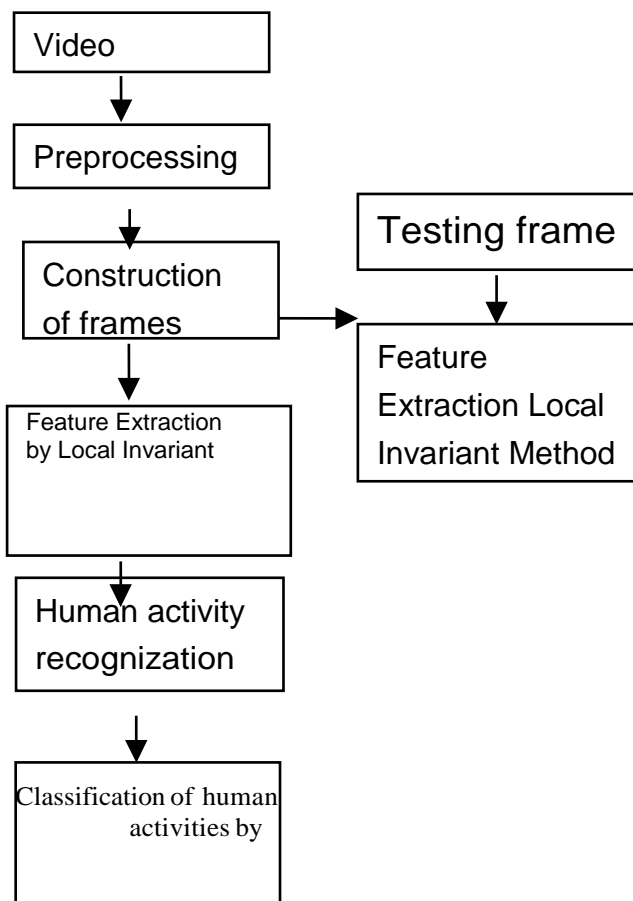 Video
Preprocessing
Testing frame
Construction
of frames
Feature
Extraction Local
Invariant Method
Feature Extraction
by Local Invariant
Human activity
recognization
Classification of human
activities by